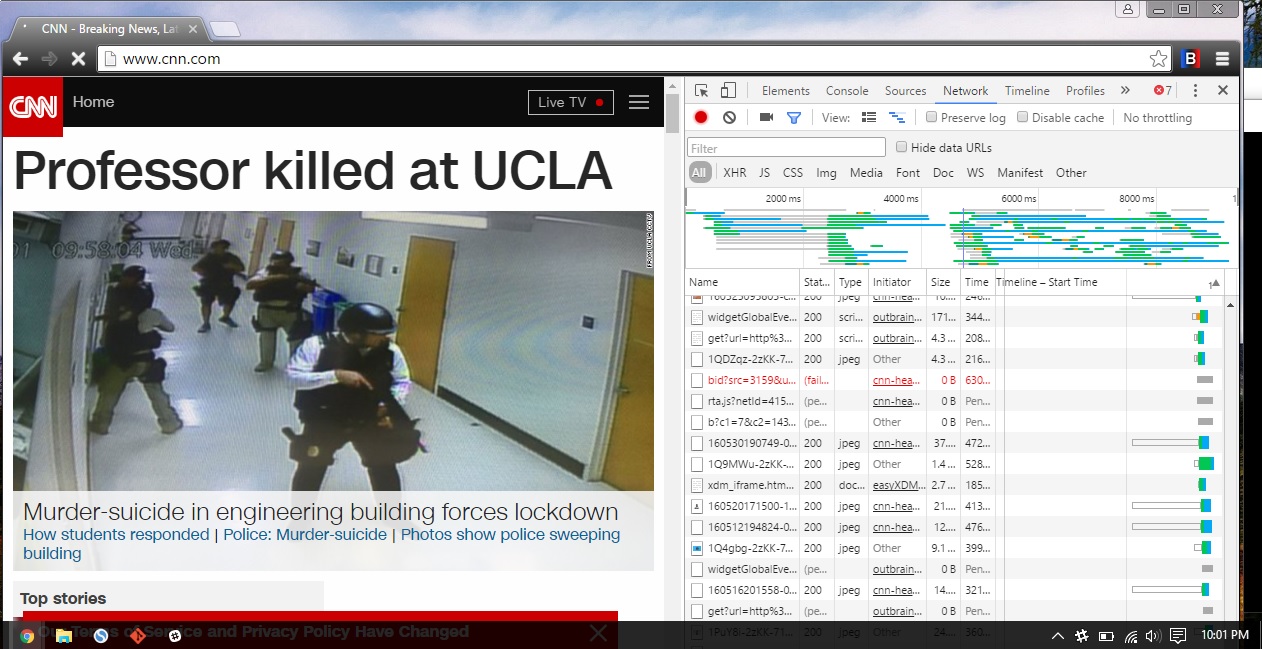 CNN - Breaking News, Lat
www.cnn.com
B
CNN
Home
Live TV
Professor killed at UCLA
01 09:58:04 Wed
Murder-suicide in engineering building forces lockdown
How students responded | Police: Murder-suicide | Photos show police sweeping
building
Top stories
Our Terms of Service and Privacy Policy Have Changed
Elements Console Sources Network Timeline Profiles » 7
View: Preserve log Disable cache No throttling
Filter Hide data URLs
All XHR JS CSS Img Media Font Doc WS Manifest Other
2000 ms 4000 ms 6000 ms 8000 ms 1
Name Stat... Type Initiator Size Time Timeline – Start Time
200 jpeg cnn-hea...
widgetGlobalEve... 200 scri... outbrain... 171... 344...
get?url=http%3... 200 scri... outbrain... 4.3 ... 208...
1QDZqz-2zKK-7... 200 jpeg Other 4.3 ... 216...
bid?src=3159&u... (fail... cnn-hea... 0 B 630...
rta.js?netId=415... (pe... cnn-hea... 0 B Pen...
b?c1=7&c2=143... (pe... Other 0 B Pen...
160530190749-0... 200 jpeg cnn-hea... 37.... 472...
1Q9MWu-2zKK-... 200 jpeg Other 1.4 ... 528...
xdm_iframe.htm... 200 doc... easyXDM... 2.7 ... 185...
160520171500-1... 200 jpeg cnn-hea... 21.... 413...
160512194824-0... 200 jpeg cnn-hea... 12.... 476...
1Q4gbg-2zKK-7... 200 jpeg Other 9.1 ... 399...
widgetGlobalEve... (pe... outbrain... 0 B Pen...
160516201558-0... 200 jpeg cnn-hea... 14.... 321...
get?url=http%3... (pe... outbrain... 0 B Pen...
200 jpeg Other 24.... 360...
10:01 PM